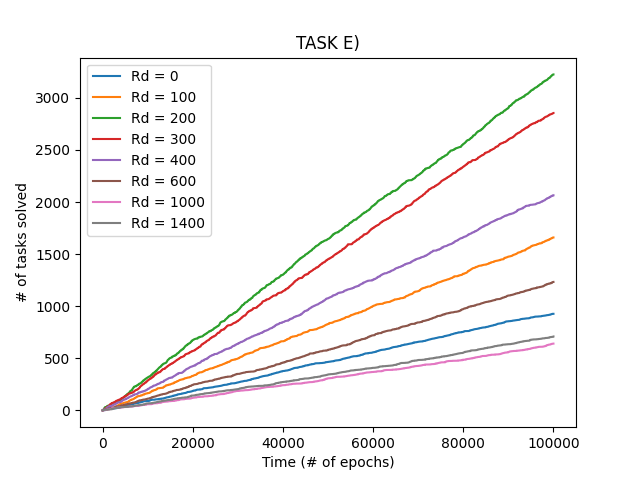 TASK E)
Rd = 0
Rd = 100
Rd = 200
Rd = 300
Rd = 400
Rd = 600
Rd = 1000
Rd = 1400
3000
2500
2000
1500
1000
500
0
# of tasks solved
0 20000 40000 60000 80000 100000
Time (# of epochs)